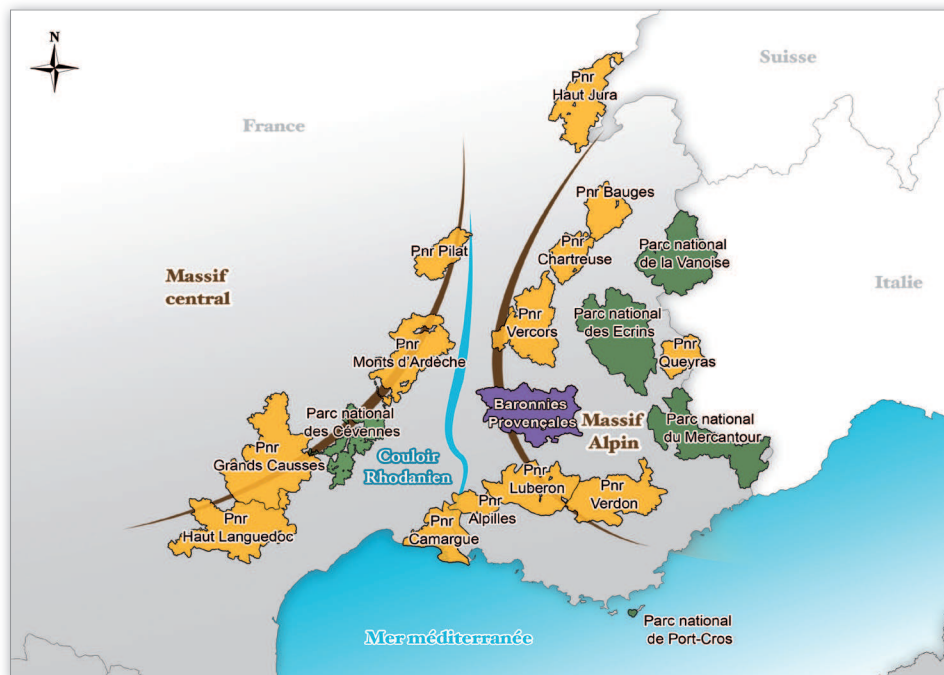 N
Suisse
Pnr
Haut Jura
France
Pnr Bauges
Pnr Pilat
Pnr
Chartreuse
Parc national
de la Vanoise
Massif
central
Italie
Pnr
Vercors
Parc national
des Ecrins
Pnr
Monts d'Ardèche
Pnr
Queyras
Baronnies
Provençales
Massif
Alpin
Parc national
des Cévennes
Parc national
du Mercantour
Pnr
Grands Causses
Couloir
Rhodanien
Pnr
Luberon
Pnr
Verdon
Pnr
Alpilles
Pnr
Camargue
Pnr
Haut Languedoc
Parc national
de Port-Cros
Mer méditerranée